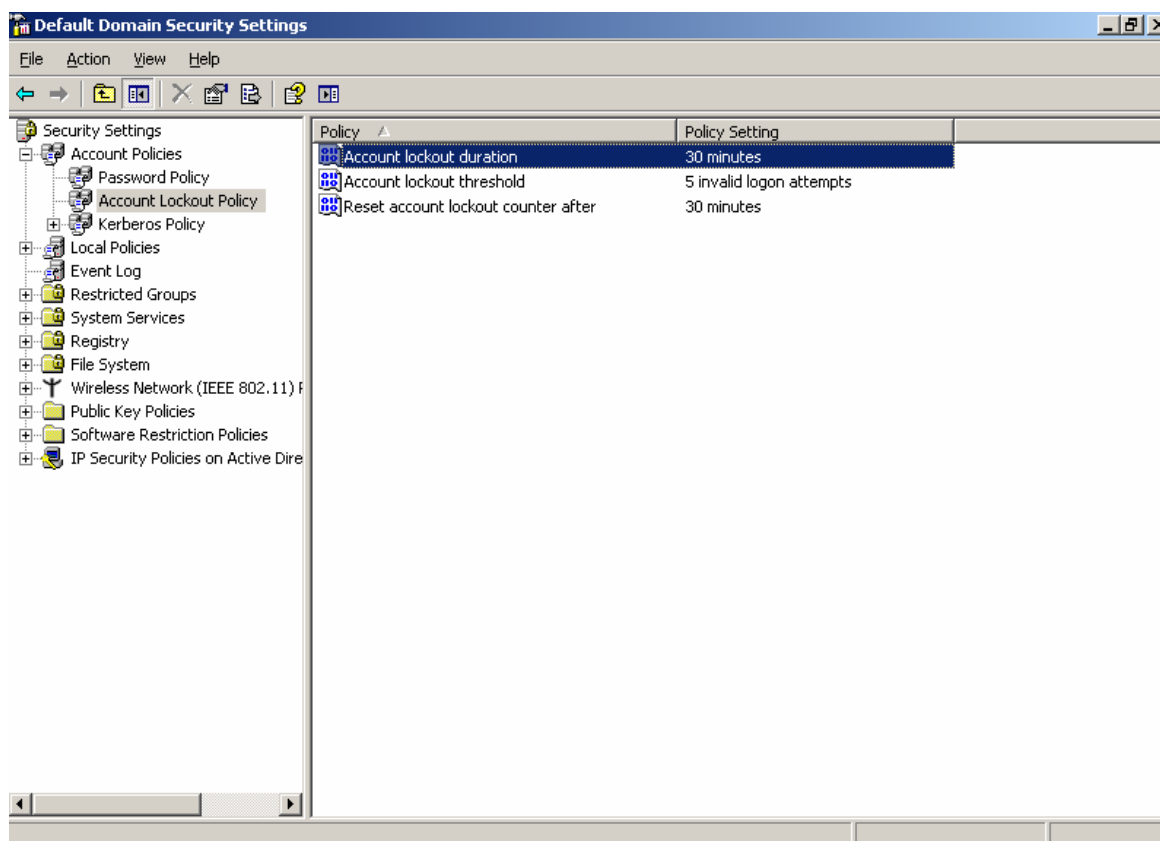 Default Domain Security Settings
File Action View Help
Security Settings
Account Policies
Password Policy
Account Lockout Policy
Kerberos Policy
Local Policies
Event Log
Restricted Groups
System Services
Registry
File System
Wireless Network (IEEE 802.11) P
Public Key Policies
Software Restriction Policies
IP Security Policies on Active Dire
Policy Policy Setting
Account lockout duration 30 minutes
Account lockout threshold 5 invalid logon attempts
Reset account lockout counter after 30 minutes